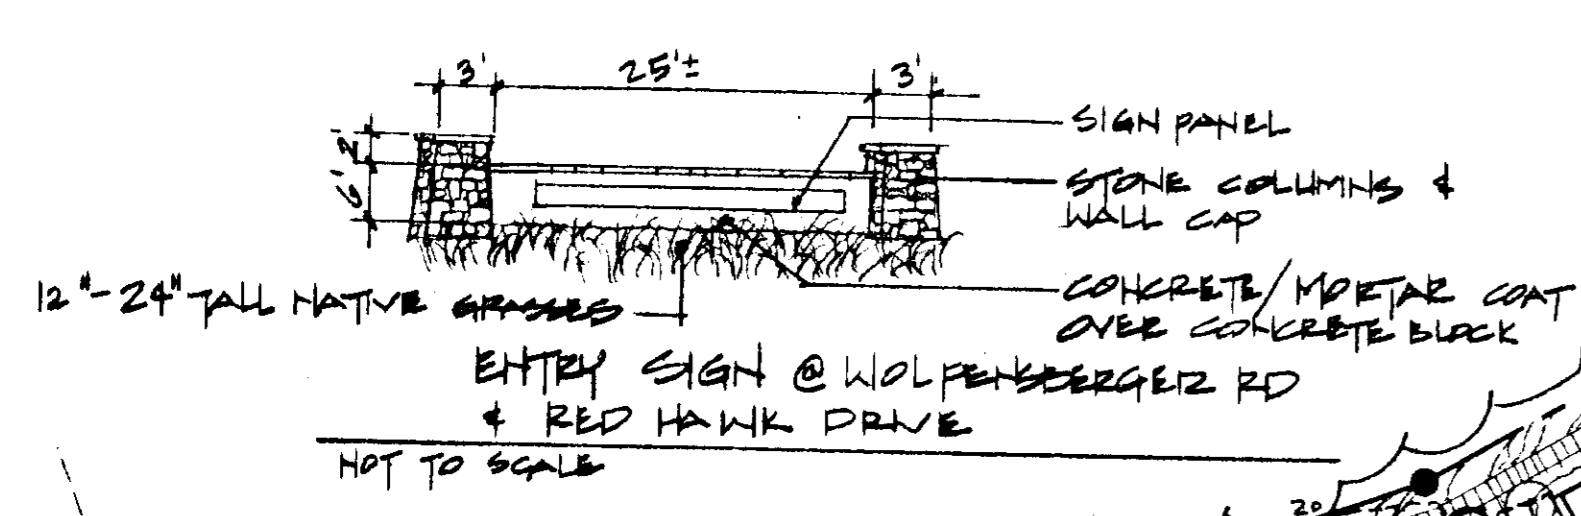 3' 25'± 3'
SIGN PANEL
2'
6'
STONE COLUMNS &
WALL CAP
12"-24" TALL NATIVE GRASSES
CONCRETE/MORTAR COAT
OVER CONCRETE BLOCK
ENTRY SIGN @ WOLFENSBERGER RD
& RED HAWK DRIVE
NOT TO SCALE
20